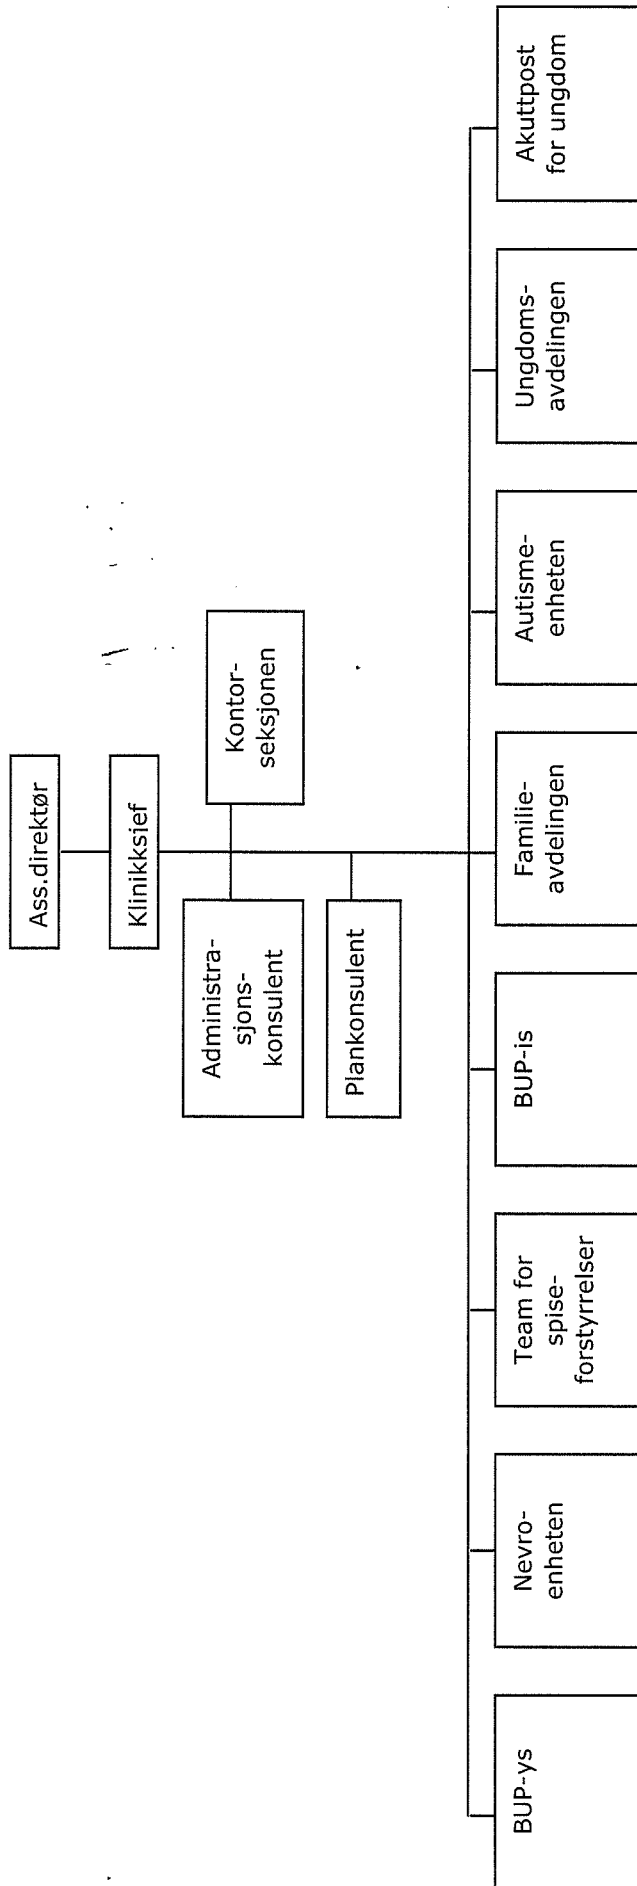 Ass.direktør
Klinikksief
Administra-
sjons-
konsulent
Kontor-
seksjonen
Plankonsulent
BUP-ys
Nevro-
enheten
Team for
spise-
forstyrrelser
BUP-is
Familie-
avdelingen
Autisme-
enheten
Ungdoms-
avdelingen
Akuttpost
for ungdom